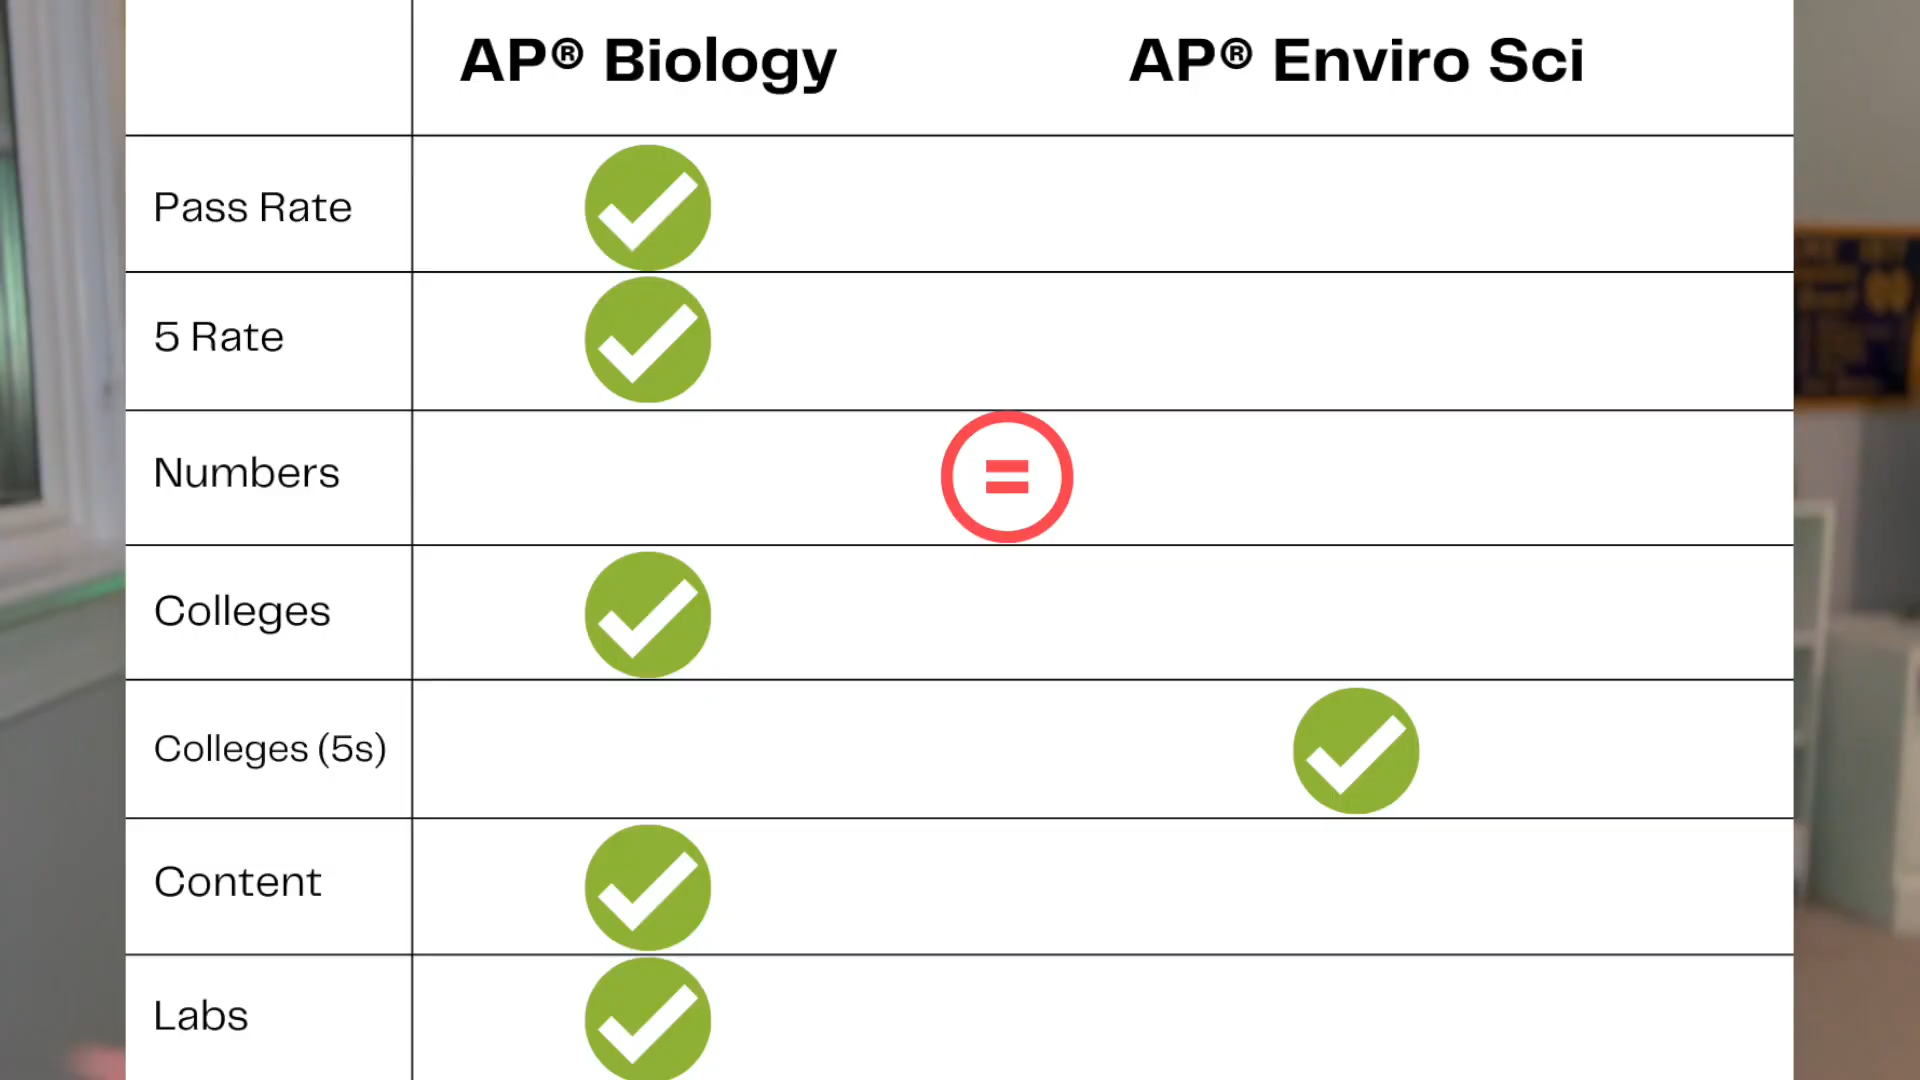 AP® Biology
AP® Enviro Sci
Pass Rate
5 Rate
Numbers
=
Colleges
Colleges (5s)
Content
Labs